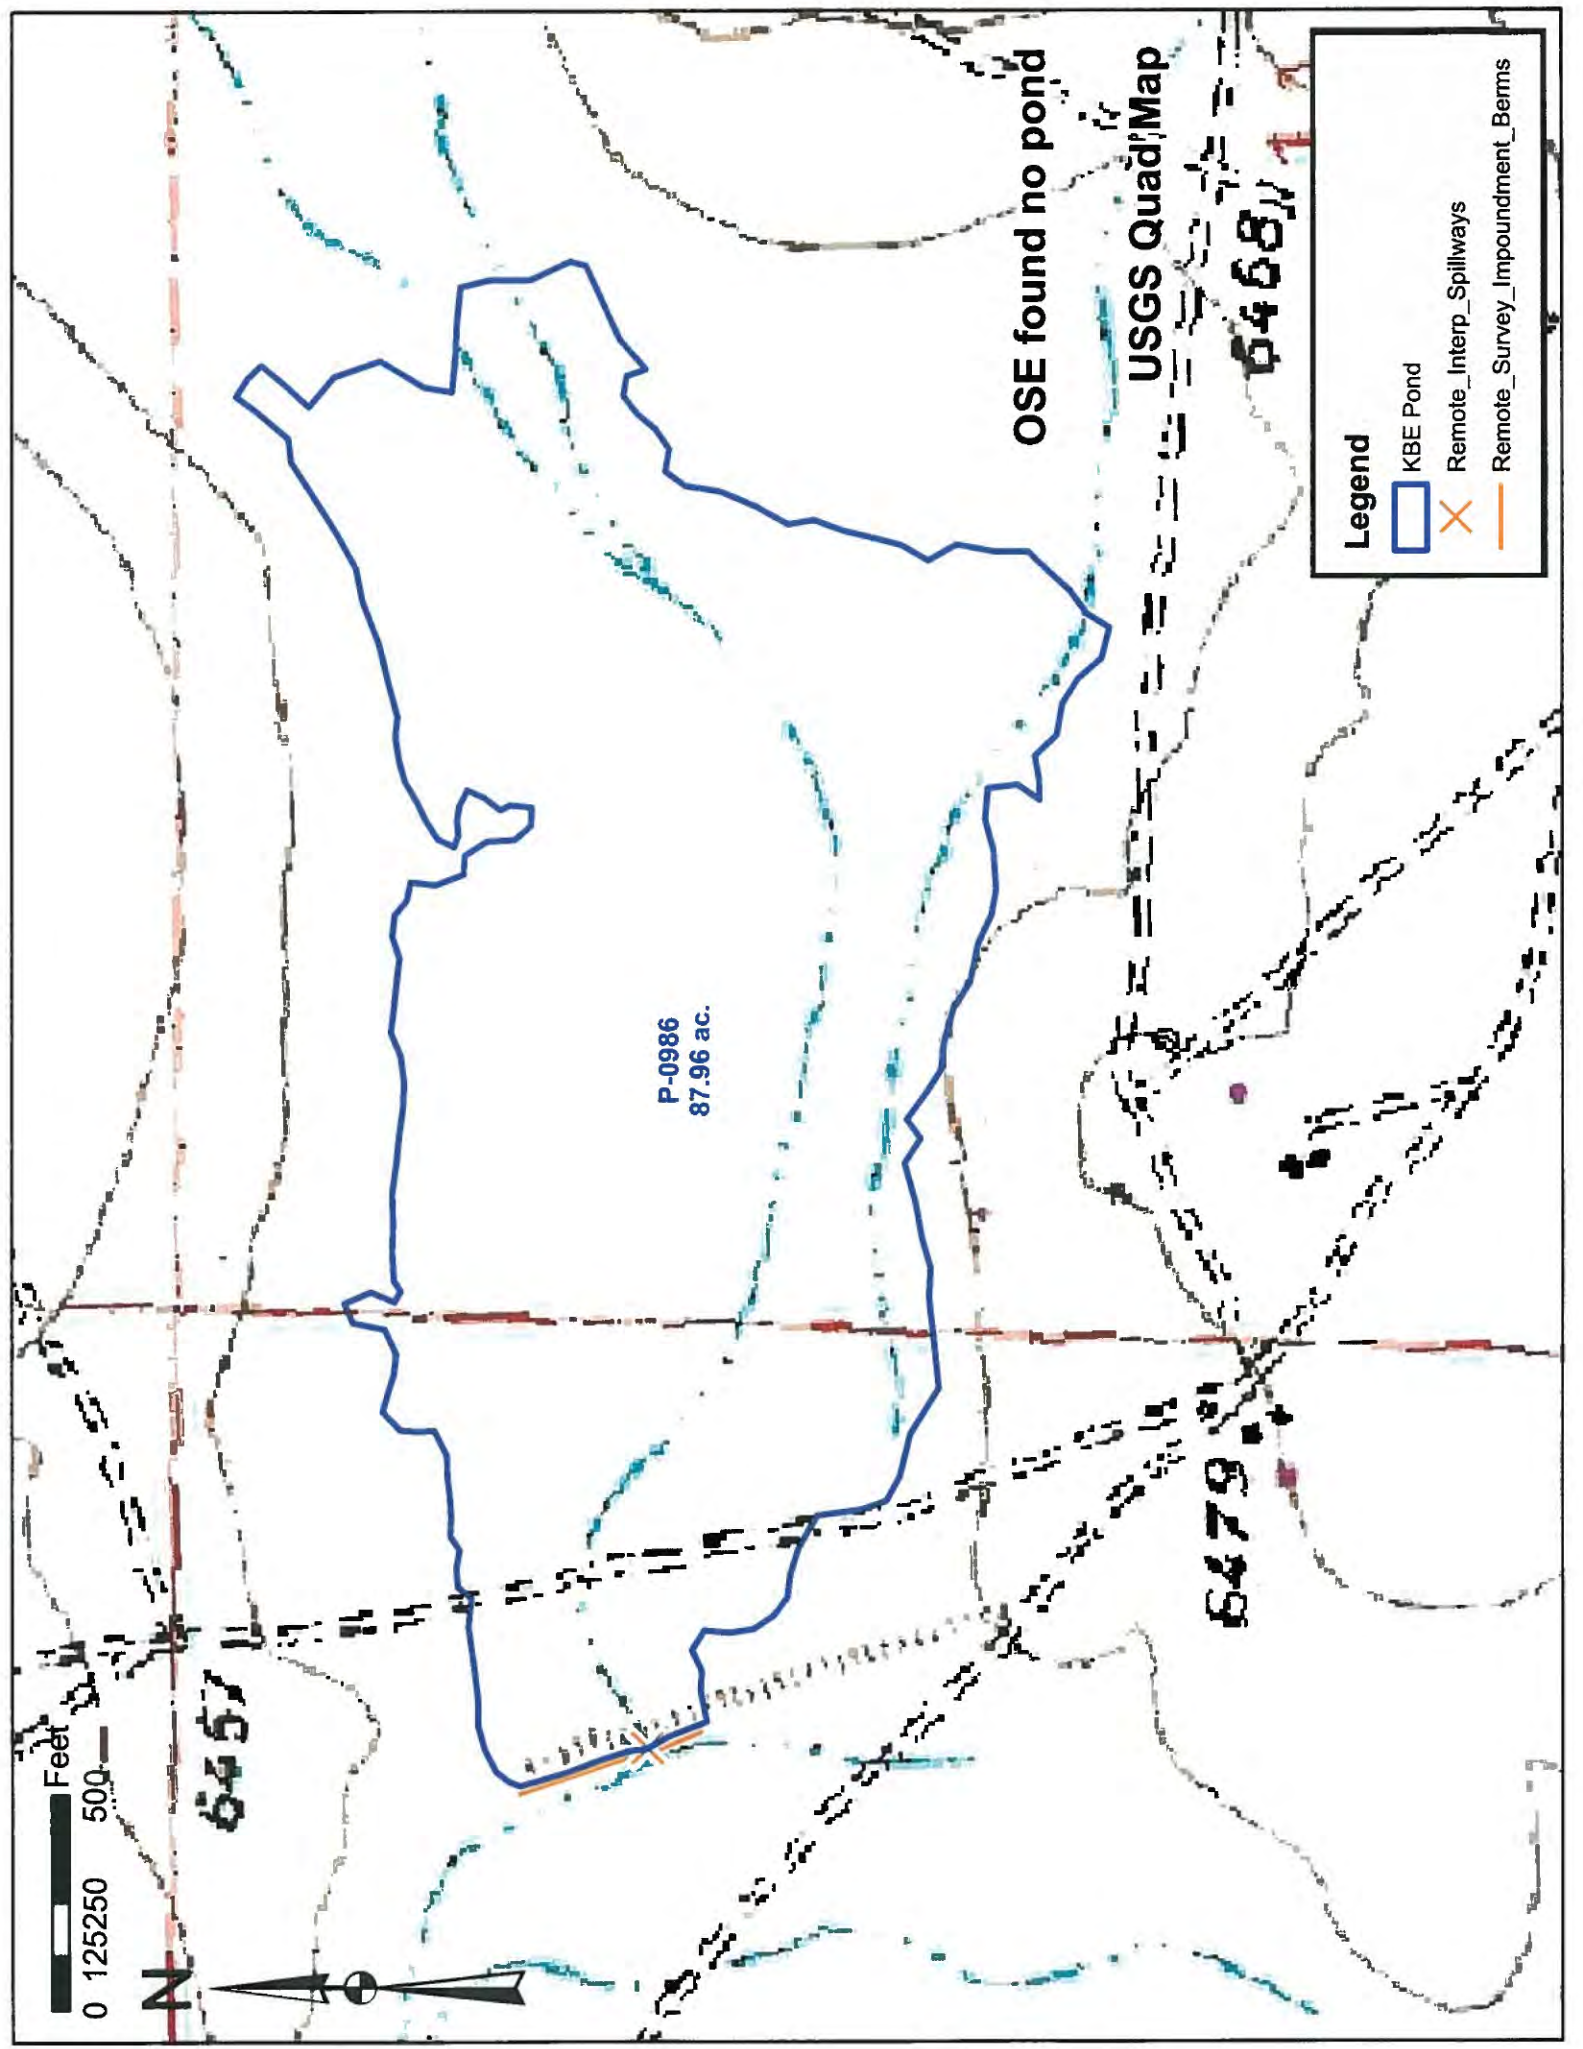 N
0 125250 500
Feet
6457
P-0986
87.96 ac.
6479
OSE found no pond
USGS Quad Map
6468
11
Legend
KBE Pond
Remote_Interp_Spillways
Remote_Survey_Impoundment_Berms